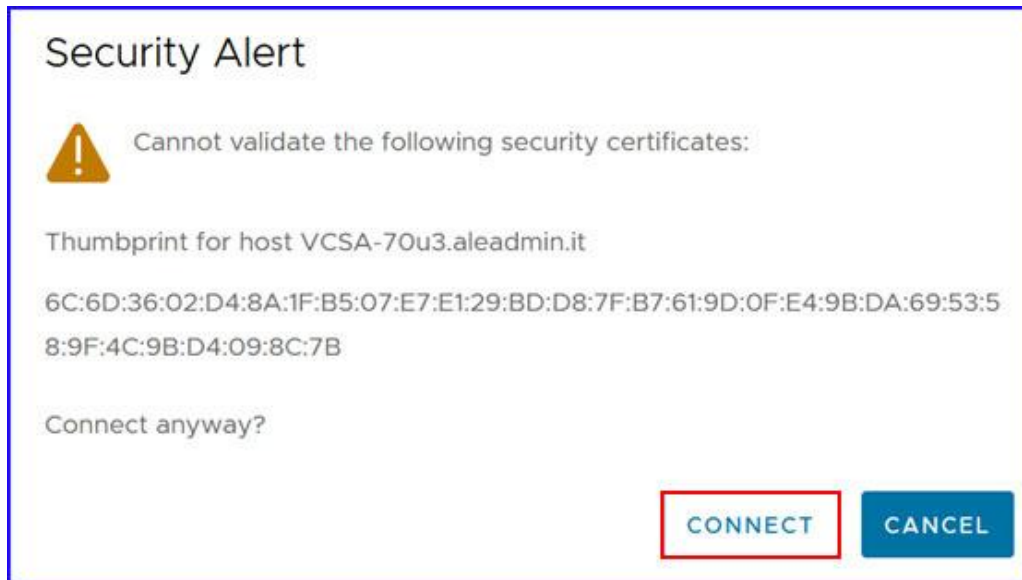 Security Alert
Cannot validate the following security certificates:
Thumbprint for host VCSA-70u3.aleadmin.it
6C:6D:36:02:D4:8A:1F:B5:07:E7:E1:29:BD:D8:7F:B7:61:9D:0F:E4:9B:DA:69:53:5
8:9F:4C:9B:D4:09:8C:7B
Connect anyway?
CONNECT CANCEL